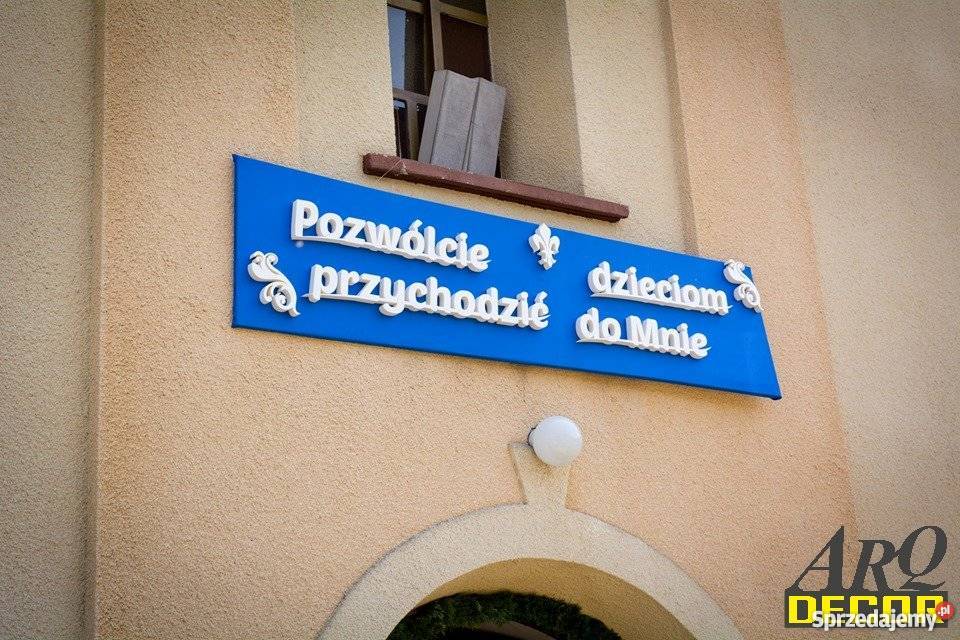 Pozwólcie dzieciom
przychodzić do Mnie
ARQ
DECOR
Sprzedajemy.pl